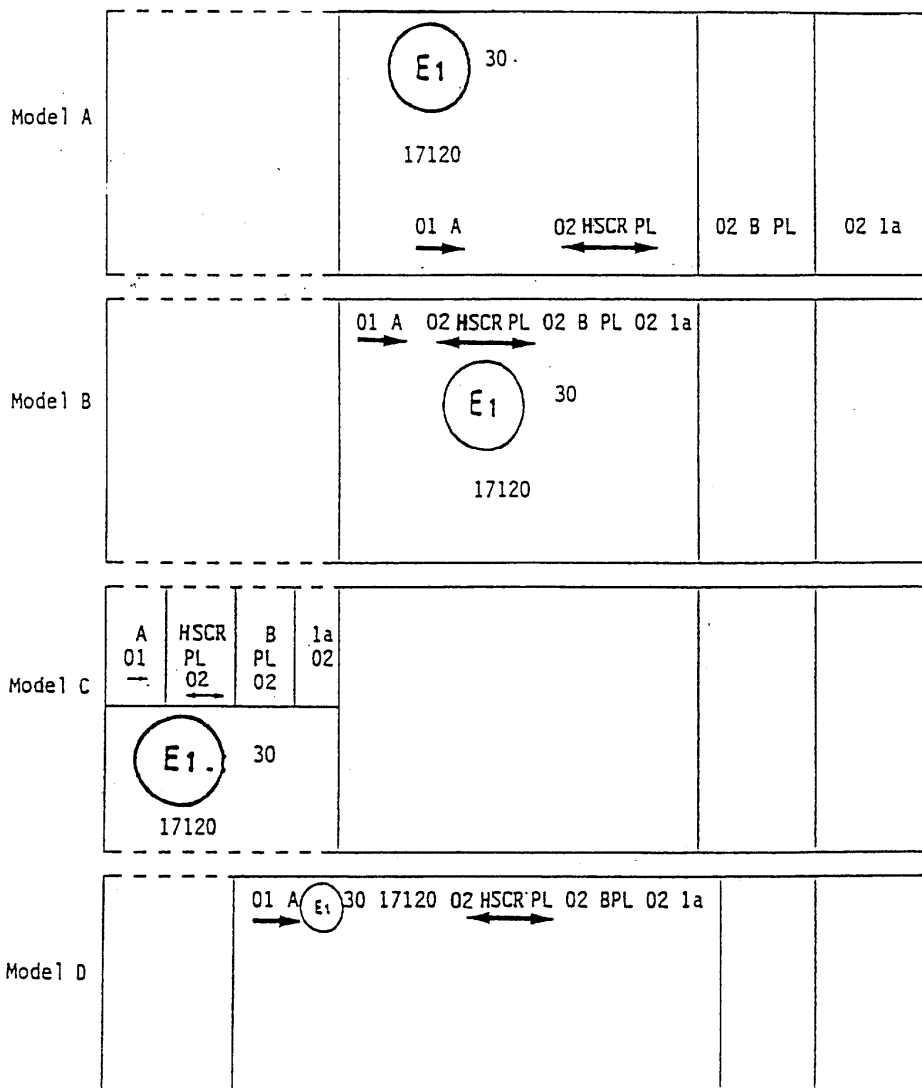 E1 30
Model A
17120
01 A 02 HSCR PL 02 B PL 02 1a
01 A 02 HSCR PL 02 B PL 02 1a
Model B
E1 30
17120
A HSCR B 1a
01 PL PL 02
02 02
Model C
E1. 30
17120
01 A E1 30 17120 02 HSCR PL 02 BPL 02 1a
Model D